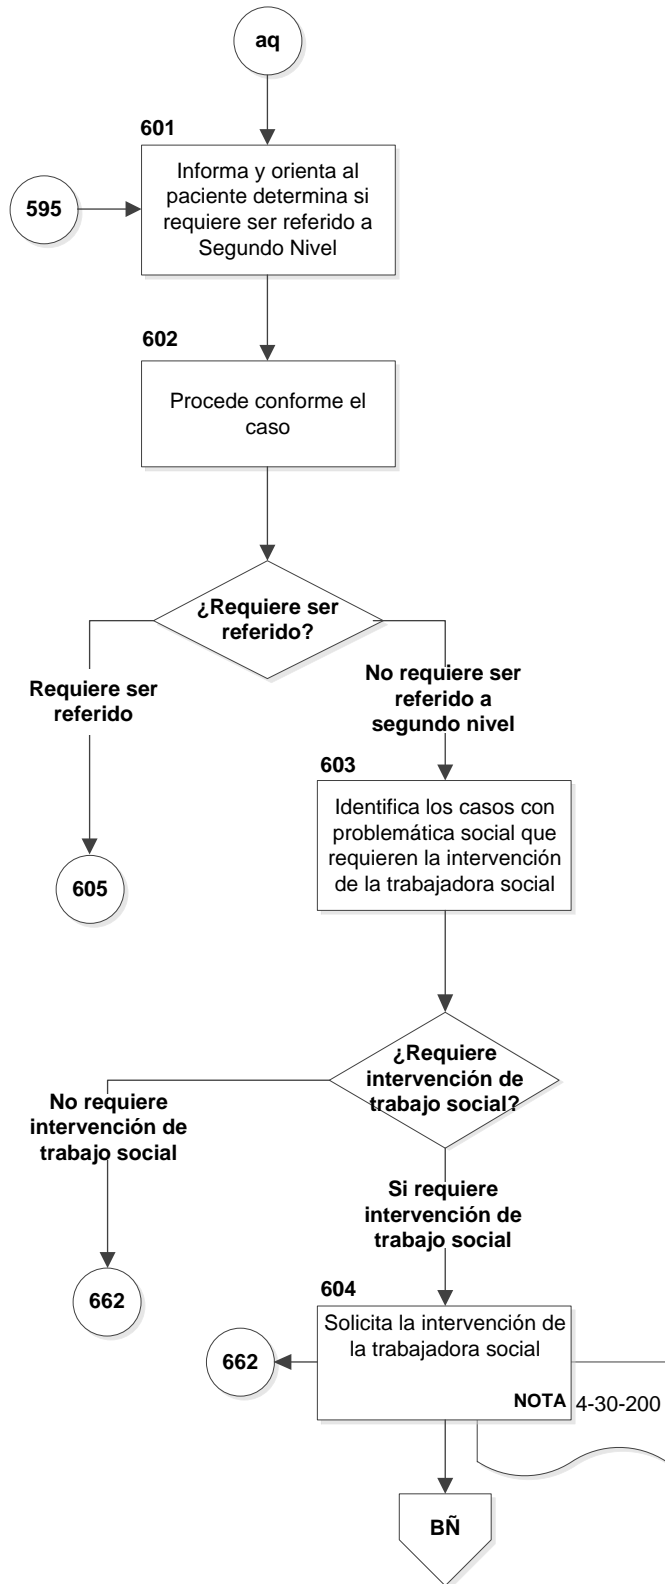 aq
601
Informa y orienta al
paciente determina si
requiere ser referido a
Segundo Nivel
595
602
Procede conforme el
caso
¿Requiere ser
referido?
Requiere ser
referido
No requiere ser
referido a
segundo nivel
603
Identifica los casos con
problemática social que
requieren la intervención
de la trabajadora social
605
¿Requiere
intervención de
trabajo social?
No requiere
intervención de
trabajo social
Si requiere
intervención de
trabajo social
662
604
Solicita la intervención de
la trabajadora social
662
NOTA 4-30-200
BÑ